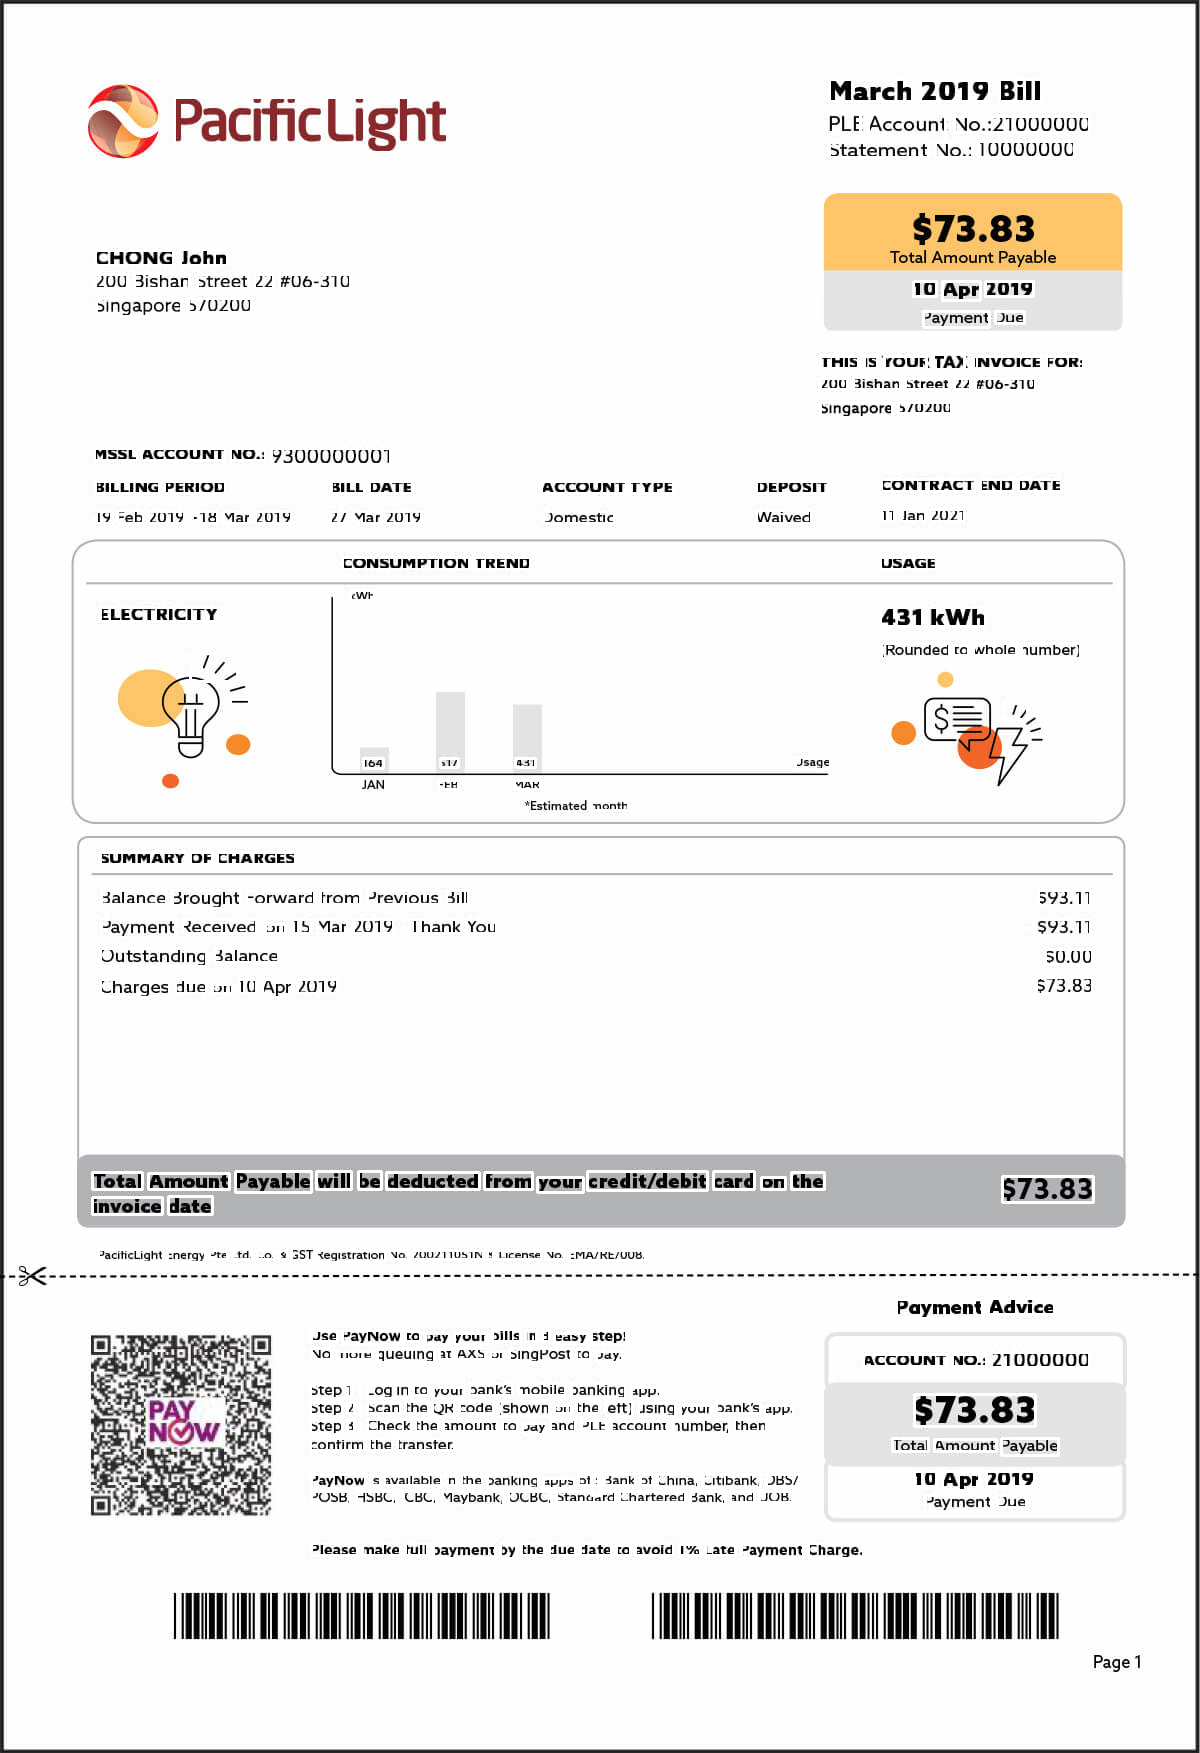 PacificLight
March 2019 Bill
PLE Account No.:21000000
Statement No.: 10000000
$73.83
Total Amount Payable
10 Apr 2019
Payment Due
CHONG John
200 Bishan Street 22 #06-310
Singapore 570200
THIS IS YOUR TAX INVOICE FOR:
200 Bishan Street 22 #06-310
Singapore 570200
MSSL ACCOUNT NO.: 9300000001
BILLING PERIOD BILL DATE ACCOUNT TYPE DEPOSIT CONTRACT END DATE
19 Feb 2019 -18 Mar 2019 27 Mar 2019 Domestic Waived 11 Jan 2021
CONSUMPTION TREND USAGE
kWh
ELECTRICITY
431 kWh
(Rounded to whole number)
$
164 517 431 Usage
JAN FEB MAR
*Estimated month
SUMMARY OF CHARGES
Balance Brought Forward from Previous Bill $93.11
Payment Received on 15 Mar 2019 Thank You $93.11
Outstanding Balance $0.00
Charges due on 10 Apr 2019 $73.83
Total Amount Payable will be deducted from your credit/debit card on the
invoice date
$73.83
PacificLight Energy Pte Ltd. Co. & GST Registration No. 200211051N License No. EMA/RE/008.
Payment Advice
Use PayNow to pay your bills in 3 easy step!
No more queuing at AXS or SingPost to pay.
Step 1 Log in to your bank's mobile banking app.
Step 2 Scan the QR code (shown on the left) using your bank's app.
Step 3 Check the amount to pay and PLE account number, then
confirm the transfer.
PayNow is available in the banking apps of : Bank of China, Citibank, DBS/
POSB, HSBC, ICBC, Maybank, OCBC, Standard Chartered Bank, and UOB.
Please make full payment by the due date to avoid 1% Late Payment Charge.
PAY
NOW
ACCOUNT NO.: 21000000
$73.83
Total Amount Payable
10 Apr 2019
Payment Due
Page 1